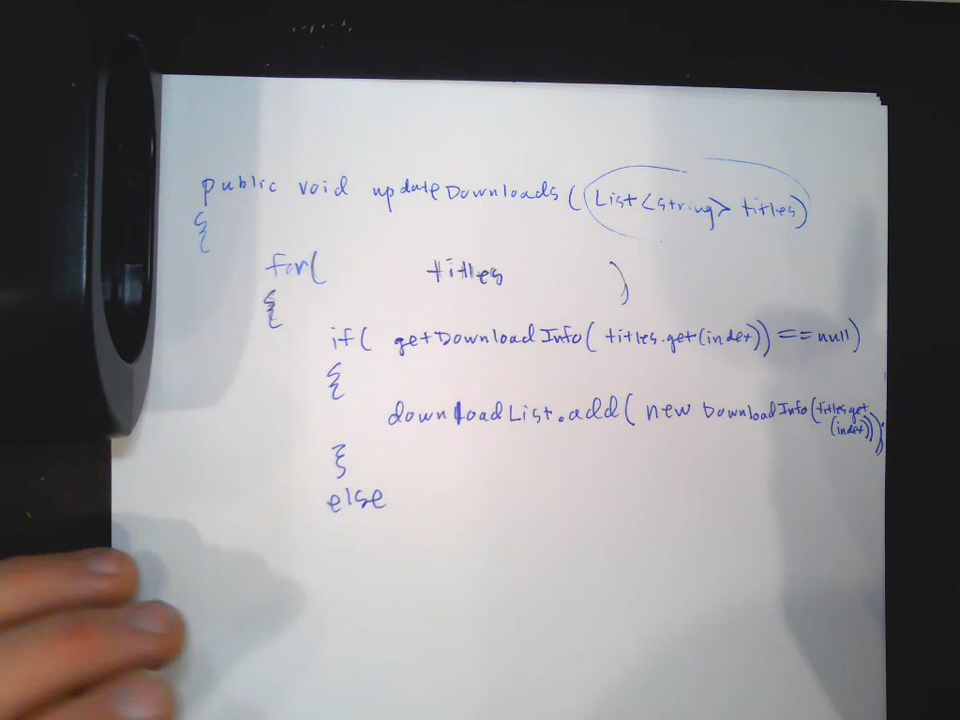 public void updateDownloads (List<string> titles)
{
for( titles )
{
if( getDownloadInfo( titles.get(index)) == null)
{
downloadList.add( new DownloadInfo(titles.get
(index)));
}
else